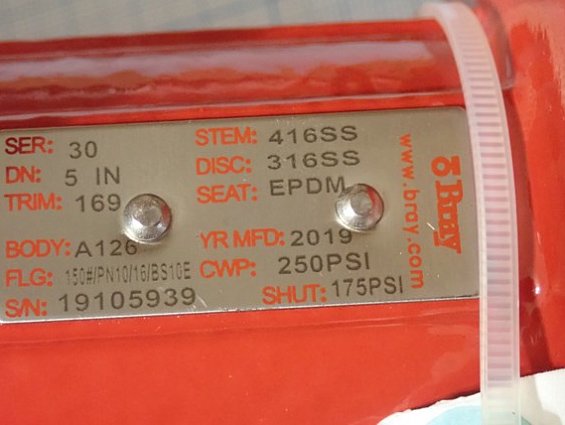 SER: 30
DN: 5 IN
TRIM: 169
BODY: A126
FLG: 150#/PN10/16/BS10E
S/N: 19105939
STEM: 416SS
DISC: 316SS
SEAT: EPDM
YR MFD: 2019
CWP: 250PSI
SHUT: 175PSI
Bray
www.bray.com